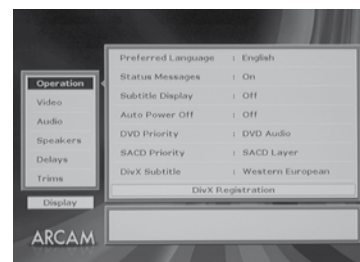 Operation
Video
Audio
Speakers
Delays
Trims
Display
Preferred Language : English
Status Messages : On
Subtitle Display : Off
Auto Power Off : Off
DVD Priority : DVD Audio
SACD Priority : SACD Layer
DivX Subtitle : Western European
DivX Registration
ARCAM